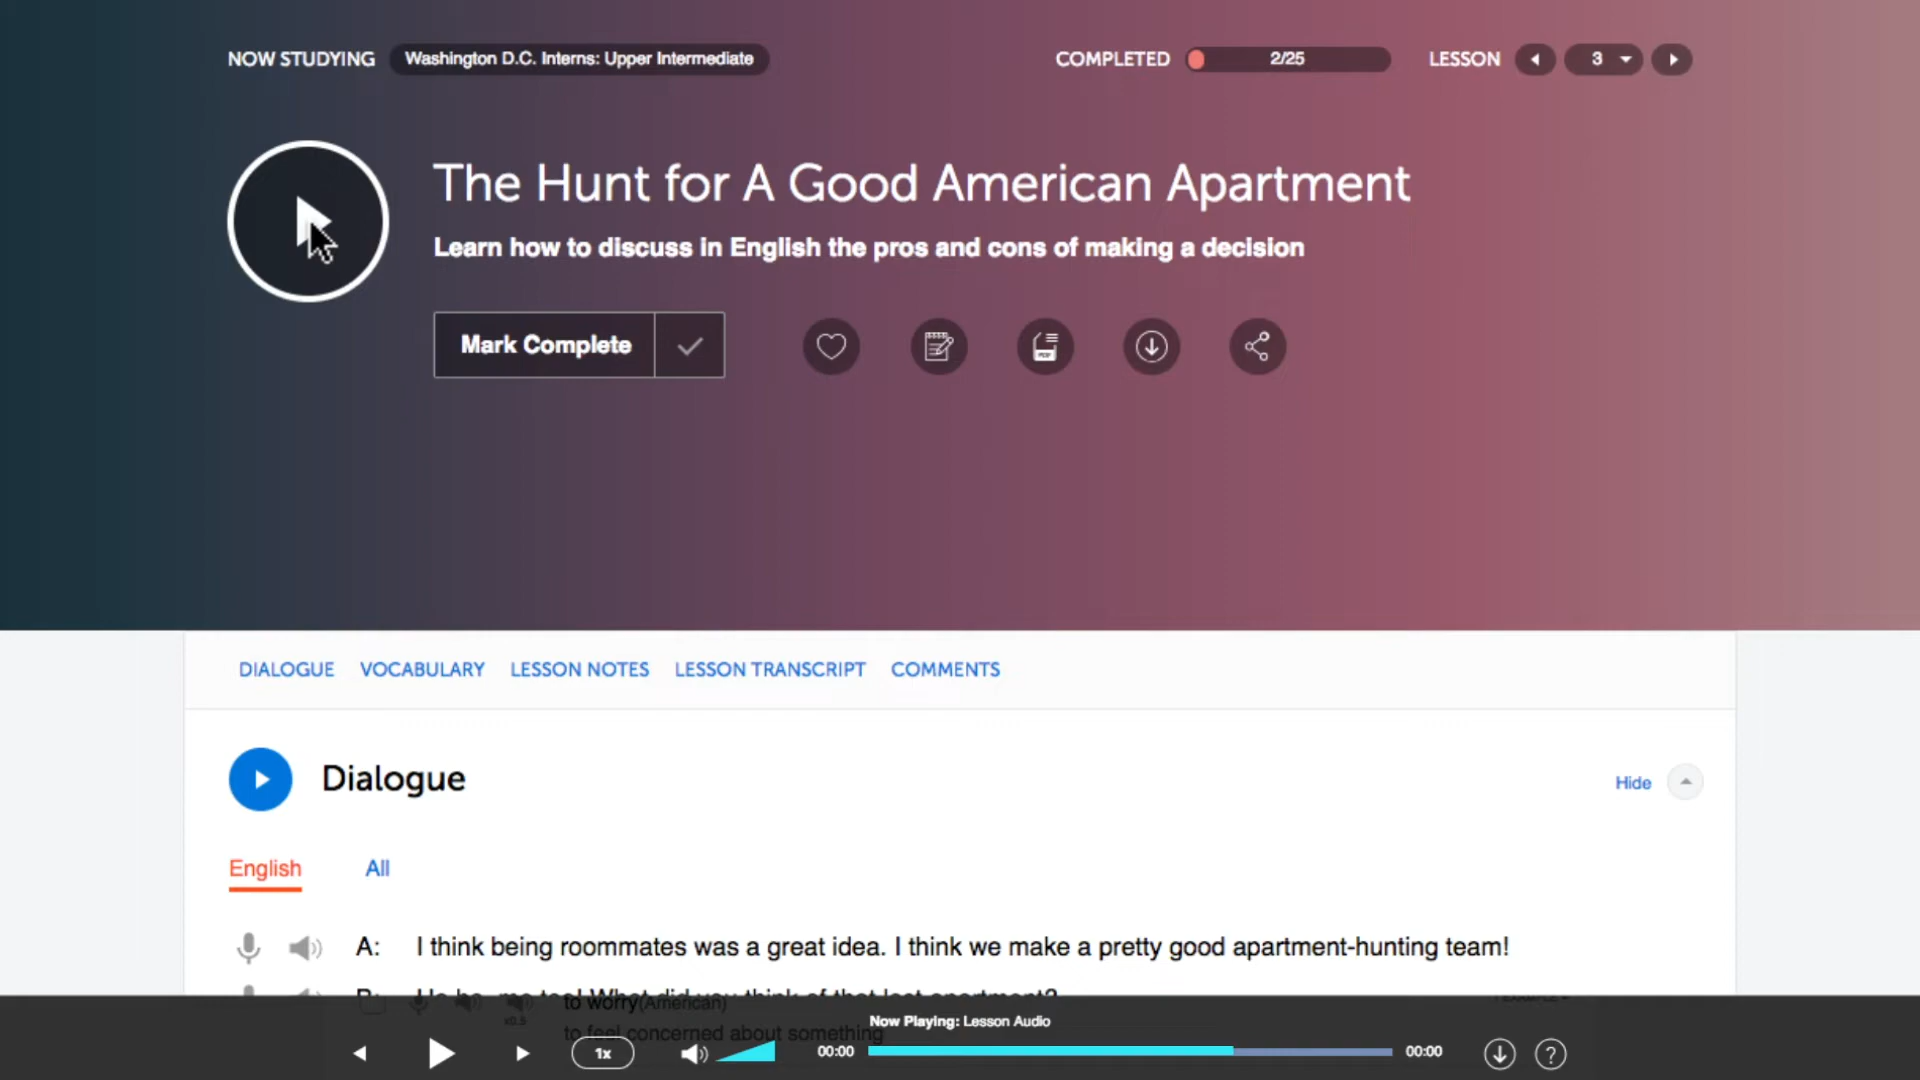 NOW STUDYING Washington D.C. Interns: Upper Intermediate COMPLETED 2/25 LESSON 3
The Hunt for A Good American Apartment
Learn how to discuss in English the pros and cons of making a decision
Mark Complete
PDF
DIALOGUE VOCABULARY LESSON NOTES LESSON TRANSCRIPT COMMENTS
Dialogue Hide
English All
A: I think being roommates was a great idea. I think we make a pretty good apartment-hunting team!
to worry(American)
x0.5
Now Playing: Lesson Audio
to feel concerned about something
1x 00:00 00:00 ?